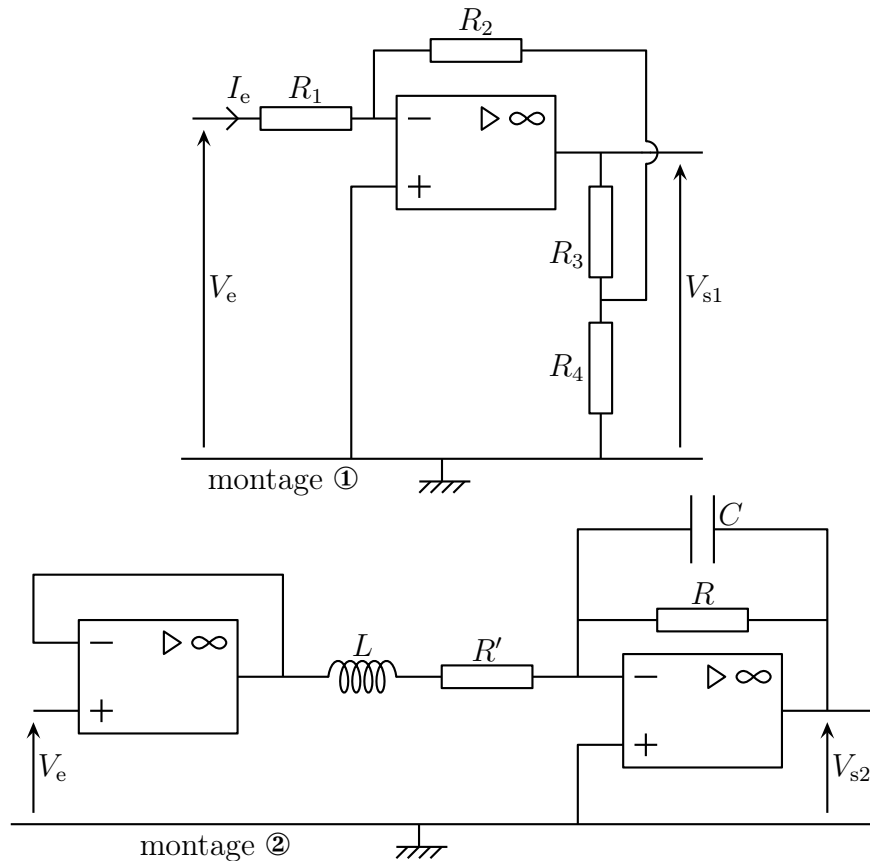 R₂
Iₑ R₁
− ▷ ∞
+
R₃
Vₑ Vₛ₁
R₄
montage ①
C
R
− ▷ ∞ L R′
+ − ▷ ∞
+
Vₑ Vₛ₂
montage ②